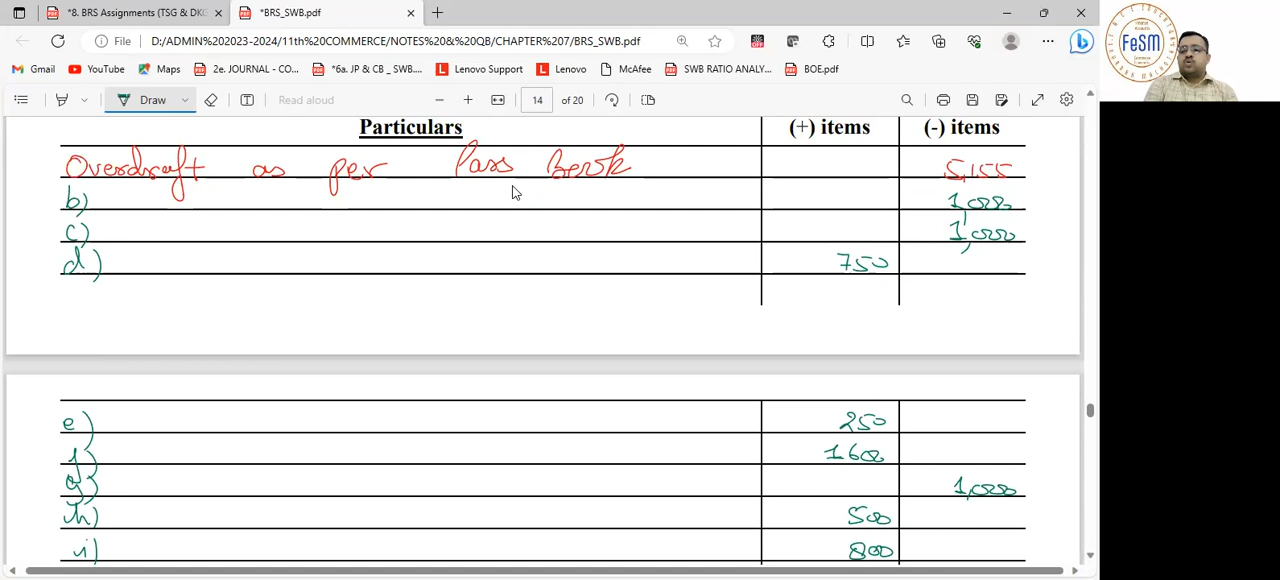 *8. BRS Assignments (TSG & DKG
*BRS_SWB.pdf
File D:/ADMIN%202023-2024/11th%20COMMERCE/NOTES%20and%20QB/CHAPTER%207/BRS_SWB.pdf
Gmail YouTube Maps 2e. JOURNAL - CO... *6a. JP & CB _ SWB.... Lenovo Support Lenovo McAfee SWB RATIO ANALY... BOE.pdf
Draw Read aloud 14 of 20
FeSM
Particulars (+) items (-) items
Overdraft as per Pass Book 5,155
b) 1,000
c) 1,000
d) 750
e) 250
f) 1600
g) 1,000
h) 500
i) 800